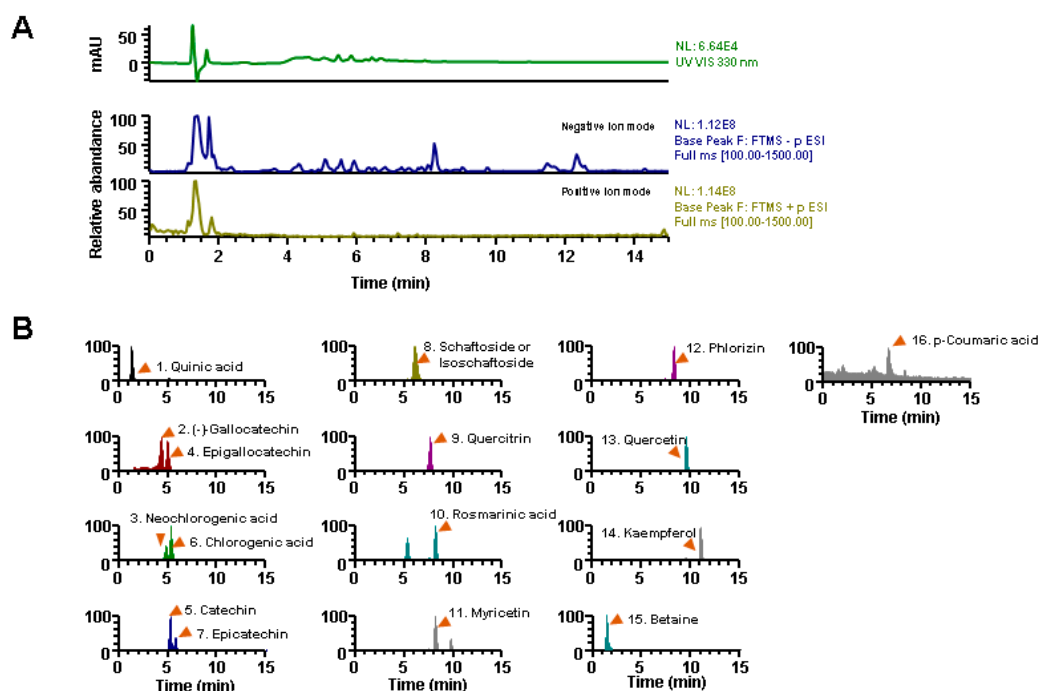 A
50
0
mAU
NL: 6.64E4
UV VIS 330 nm
100
50
Relative abundance
Negative Ion mode
NL: 1.12E8
Base Peak F: FTMS - p ESI
Full ms [100.00-1500.00]
100
50
Positive Ion mode
NL: 1.14E8
Base Peak F: FTMS + p ESI
Full ms [100.00-1500.00]
0 2 4 6 8 10 12 14
Time (min)
B
100
0
1. Quinic acid
0 5 10 15
100
0
8. Schaftoside or
Isoschaftoside
0 5 10 15
100
0
12. Phlorizin
0 5 10 15
100
0
16. p-Coumaric acid
0 5 10 15
Time (min)
100
0
2. (-)-Gallocatechin
4. Epigallocatechin
0 5 10 15
100
0
9. Quercitrin
0 5 10 15
100
0
13. Quercetin
0 5 10 15
3. Neochlorogenic acid
100
0
6. Chlorogenic acid
0 5 10 15
10. Rosmarinic acid
100
0
0 5 10 15
100
0
14. Kaempferol
0 5 10 15
100
0
5. Catechin
7. Epicatechin
0 5 10 15
Time (min)
100
0
11. Myricetin
0 5 10 15
Time (min)
100
0
15. Betaine
0 5 10 15
Time (min)